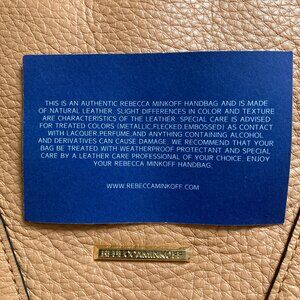 THIS IS AN AUTHENTIC REBECCA MINKOFF HANDBAG AND IS MADE
OF NATURAL LEATHER. SLIGHT DIFFERENCES IN COLOR AND TEXTURE
ARE CHARACTERISTICS OF THE LEATHER. SPECIAL CARE IS ADVISED
FOR TREATED COLORS (METALLIC,FLECKED,EMBOSSED) AS CONTACT
WITH LACQUER,PERFUME,AND ANYTHING CONTAINING ALCOHOL
AND DERIVATIVES CAN CAUSE DAMAGE. WE RECOMMEND THAT YOUR
BAG BE TREATED WITH WEATHERPROOF PROTECTANT AND SPECIAL
CARE BY A LEATHER CARE PROFESSIONAL OF YOUR CHOICE. ENJOY
YOUR REBECCA MINKOFF HANDBAG.
WWW.REBECCAMINKOFF.COM
REBECCAMINKOFF